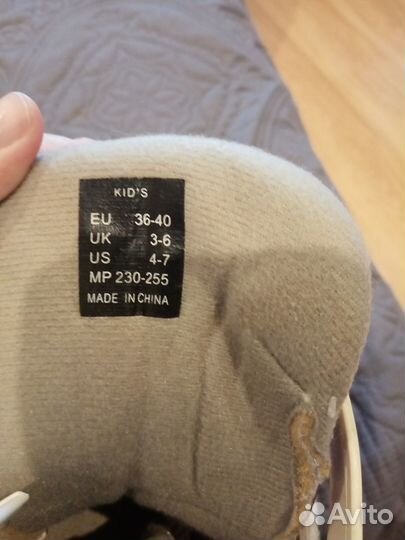 KID'S
EU 36-40
UK 3-6
US 4-7
MP 230-255
MADE IN CHINA
Avito